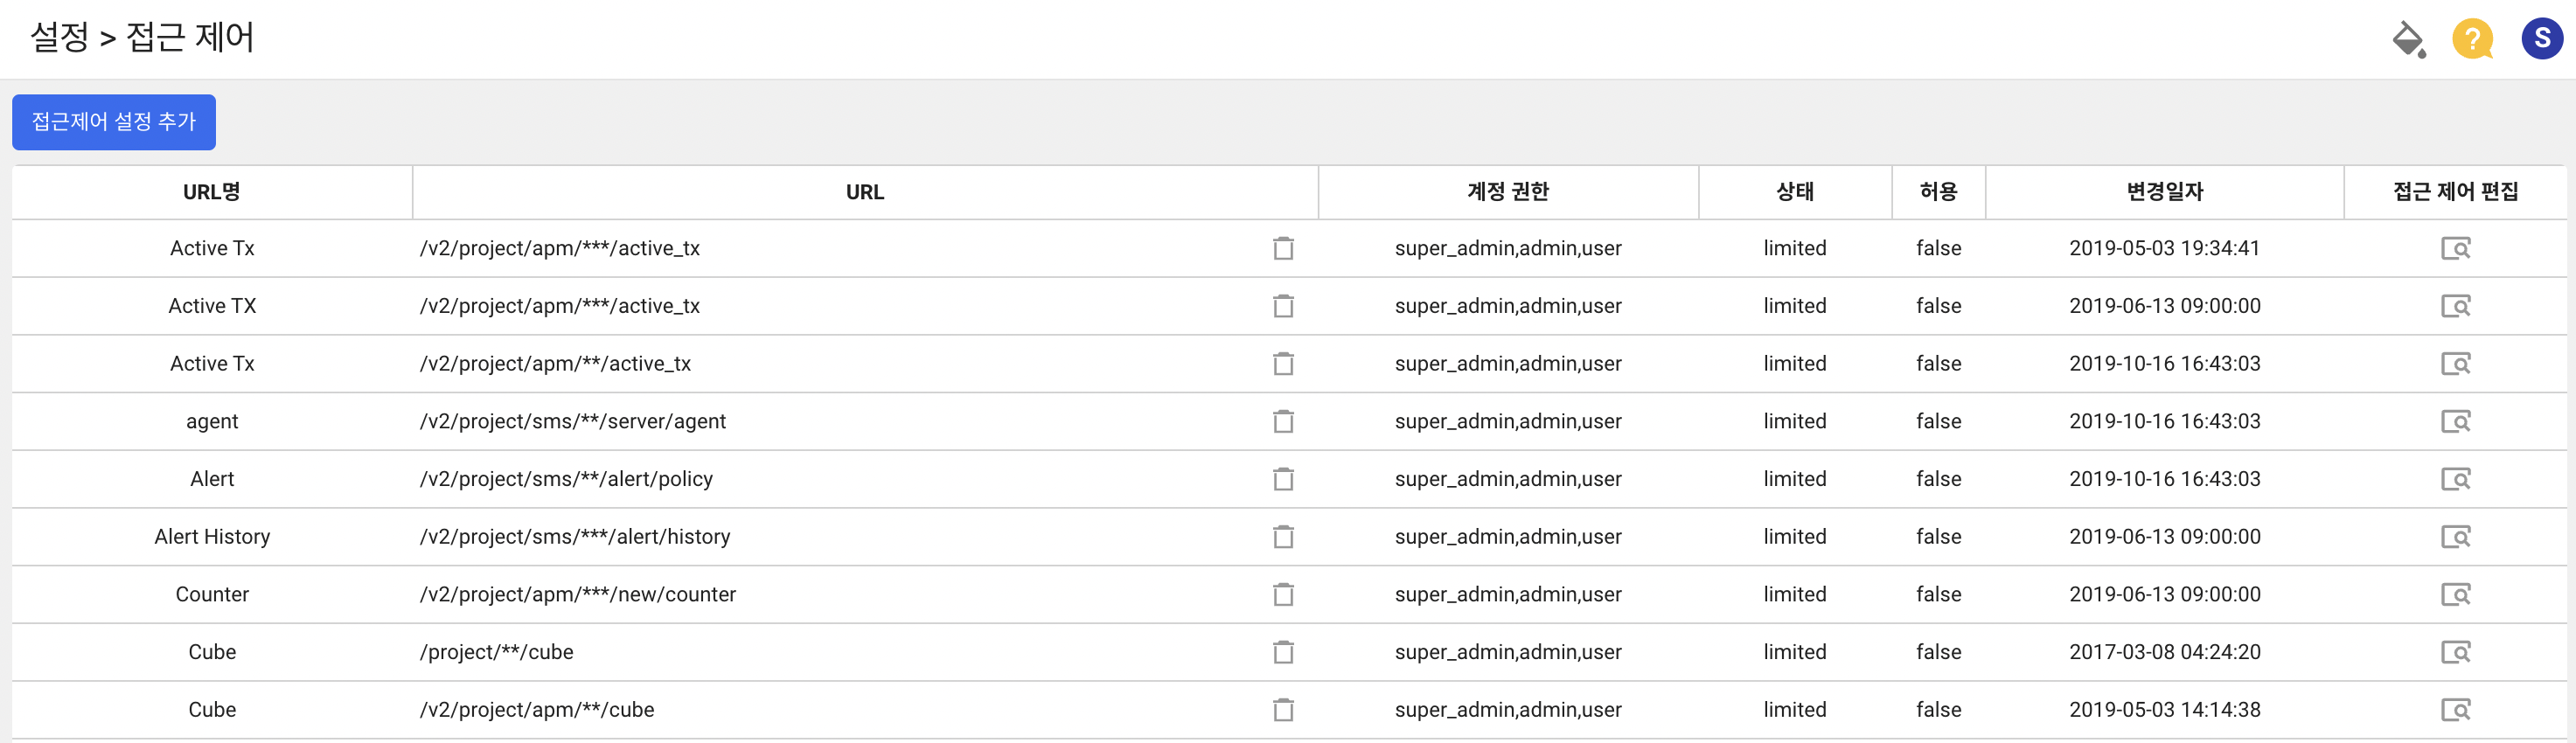 설정 > 접근 제어
? S
접근제어 설정 추가
URL명 URL 계정 권한 상태 허용 변경일자 접근 제어 편집
Active Tx /v2/project/apm/***/active_tx super_admin,admin,user limited false 2019-05-03 19:34:41
Active TX /v2/project/apm/***/active_tx super_admin,admin,user limited false 2019-06-13 09:00:00
Active Tx /v2/project/apm/**/active_tx super_admin,admin,user limited false 2019-10-16 16:43:03
agent /v2/project/sms/**/server/agent super_admin,admin,user limited false 2019-10-16 16:43:03
Alert /v2/project/sms/**/alert/policy super_admin,admin,user limited false 2019-10-16 16:43:03
Alert History /v2/project/sms/***/alert/history super_admin,admin,user limited false 2019-06-13 09:00:00
Counter /v2/project/apm/***/new/counter super_admin,admin,user limited false 2019-06-13 09:00:00
Cube /project/**/cube super_admin,admin,user limited false 2017-03-08 04:24:20
Cube /v2/project/apm/**/cube super_admin,admin,user limited false 2019-05-03 14:14:38